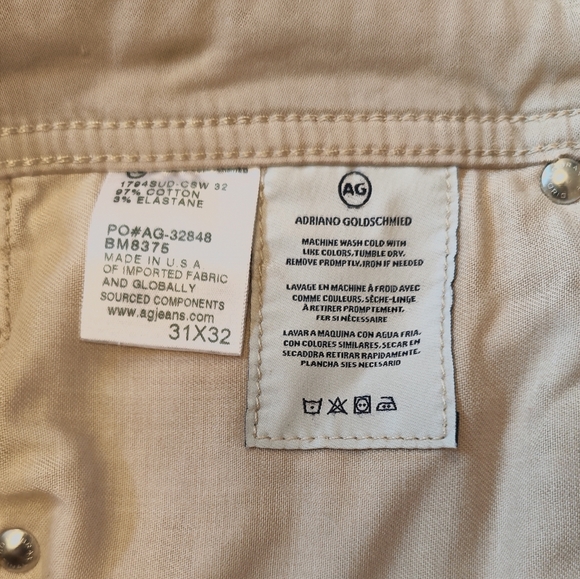 1794SUD-CSW 32
97% COTTON
3% ELASTANE
PO#AG-32848
BM8375
MADE IN U S A
OF IMPORTED FABRIC
AND GLOBALLY
SOURCED COMPONENTS
www.agjeans.com
31X32
AG
ADRIANO GOLDSCHMIED
MACHINE WASH COLD WITH
LIKE COLORS, TUMBLE DRY.
REMOVE PROMPTLY, IRON IF NEEDED
LAVAGE EN MACHINE À FROID AVEC
COMME COULEURS, SÈCHE-LINGE
À RETIRER PROMPTEMENT,
FER SI NÉCESSAIRE
LAVAR A MAQUINA CON AGUA FRIA,
CON COLORES SIMILARES, SECAR EN
SECADORA RETIRAR RAPIDAMENTE,
PLANCHA SIES NECESARIO